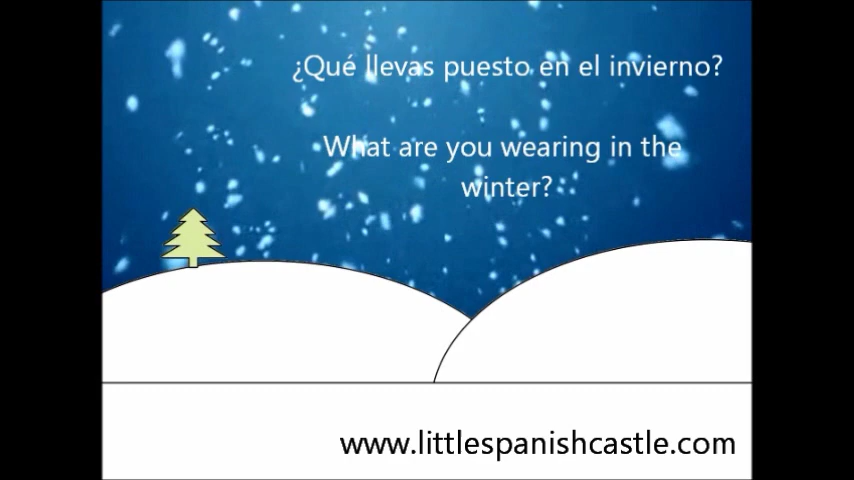 ¿Qué llevas puesto en el invierno?
What are you wearing in the
winter?
www.littlespanishcastle.com